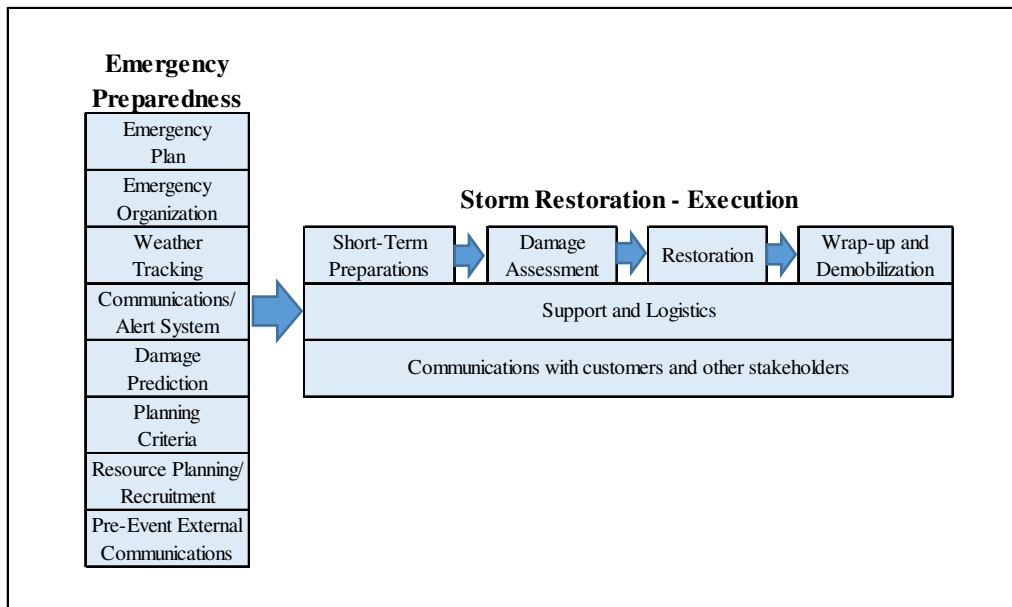 Emergency
Preparedness
Emergency
Plan
Emergency
Organization
Weather
Tracking
Communications/
Alert System
Damage
Prediction
Planning
Criteria
Resource Planning/
Recruitment
Pre-Event External
Communications
Storm Restoration - Execution
Short-Term
Preparations
Damage
Assessment
Restoration
Wrap-up and
Demobilization
Support and Logistics
Communications with customers and other stakeholders